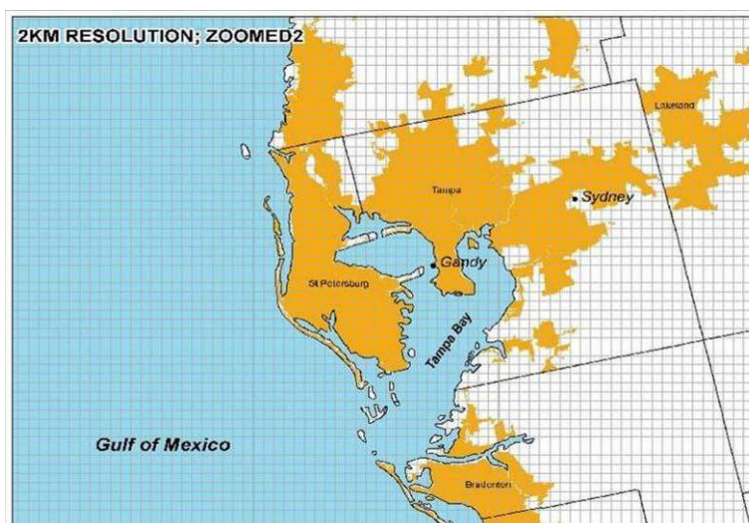 2KM RESOLUTION; ZOOMED2
Lakeland
Tampa
Sydney
Gandy
St Petersburg
Tampa Bay
Gulf of Mexico
Bradenton